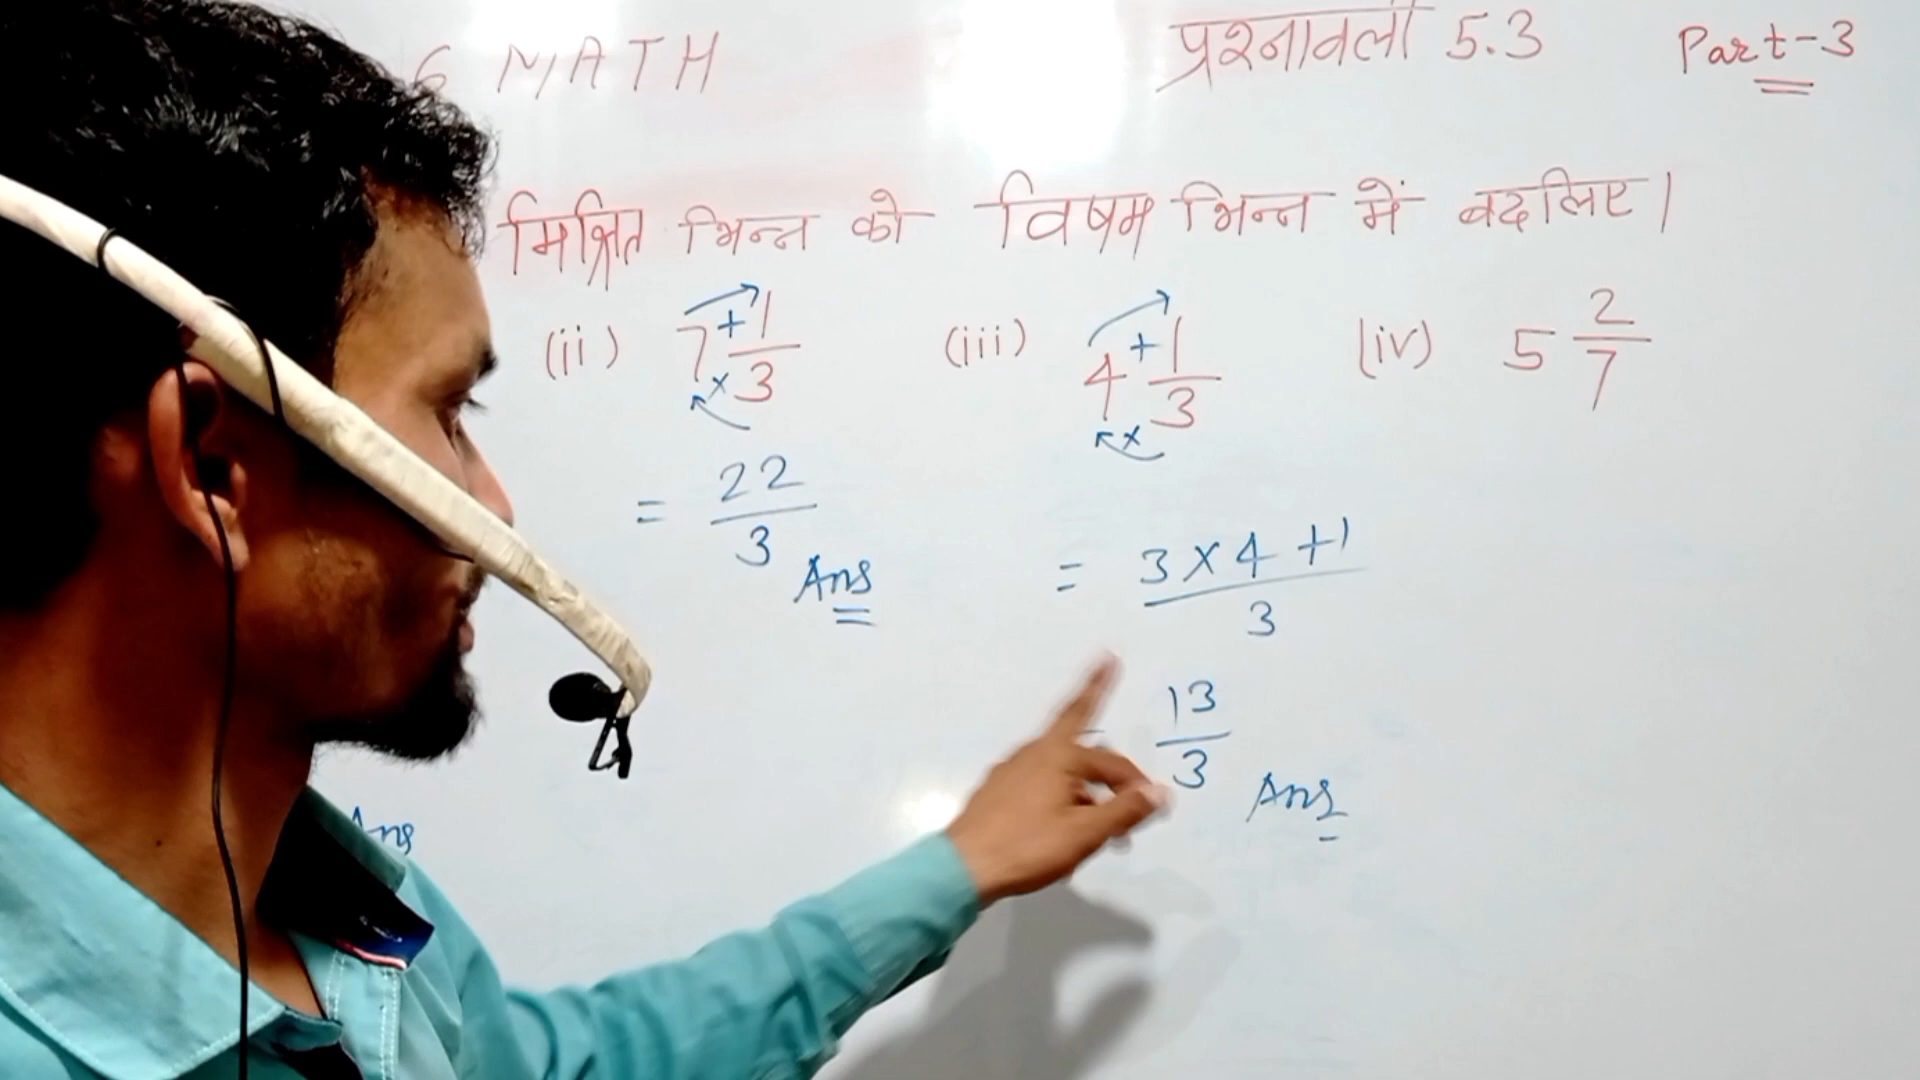 6 MATH प्रश्नावली 5.3 Part-3
मिश्रित भिन्न को विषम भिन्न में बदलिए।
(ii) 7 + 1/3 × (iii) 4 + 1/3 × (iv) 5 2/7
= 22/3 Ans
= 3 × 4 + 1 / 3
= 13/3 Ans
Ans